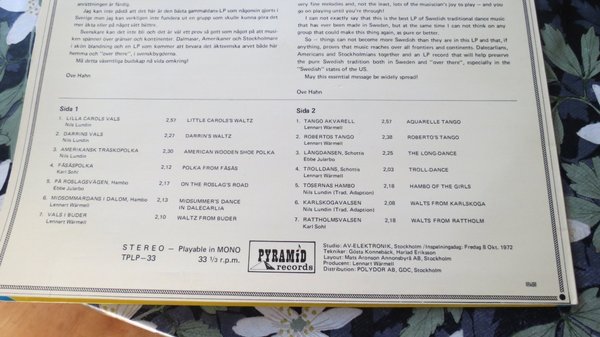 anrättningar är färdig.
Jag kan inte påstå att det här är den bästa gammaldans-LP som någonsin gjorts i
Sverige men jag kan verkligen inte fundera ut en grupp som skulle kunna göra det
mer äkta eller på något sätt bättre.
Svenskare kan det inte bli och det är väl ett prov så gott som något på att musi-
ken spänner över gränser och kontinenter. Dalmasar, Amerikaner och Stockholmare
i skön blandning och en LP som kommer att bevara det äktsvenska arvet både här
hemma och "over there", i svenskbygderna.
Må detta väsentliga budskap nå vida omkring!
Ove Hahn
very fine melodies and, not the least, lots of the musician's joy to play – and you
go on playing until you're through!
I can not exactly say that this is the best LP of Swedish traditional dance music
that has ever been made in Sweden, but at the same time I can not think on any
group that could make this thing again, as pure or better.
So – things can not become more Swedish than they are in this LP and that, if
anything, proves that music reaches over all frontiers and continents. Dalecarlians,
Americans and Stockholmers together and an LP record that will help preserve
the pure Swedish tradition both in Sweden and "over there", especially in the
"Swedish" states of the US.
May this essential message be widely spread!
Ove Hahn
Sida 1
1. LILLA CAROLS VALS 2,57 LITTLE CAROLE'S WALTZ
Nils Lundin
2. DARRINS VALS 2,27 DARRIN'S WALTZ
Nils Lundin
3. AMERIKANSK TRÄSKOPOLKA 2,30 AMERICAN WOODEN SHOE POLKA
Nils Lundin
4. FÅSÅSPOLKA 2,12 POLKA FROM FÅSÅS
Karl Sohl
5. PÅ ROSLAGSVÄGEN, Hambo 2,17 ON THE ROSLAG'S ROAD
Ebbe Jularbo
6. MIDSOMMARDANS I DALOM, Hambo 2,13 MIDSUMMER'S DANCE
Lennart Wärmell IN DALECARLIA
7. VALS I BUDER 2,10 WALTZ FROM BUDER
Lennart Wärmell
Sida 2
1. TANGO AKVARELL 2,57 AQUARELLE TANGO
Lennart Wärmell
2. ROBERTOS TANGO 2,38 ROBERTO'S TANGO
Lennart Wärmell
3. LÅNGDANSEN, Schottis 2,25 THE LONG-DANCE
Ebbe Jularbo
4. TROLLDANS, Schottis 2,03 TROLL-DANCE
Lennart Wärmell
5. TÖSERNAS HAMBO 2,18 HAMBO OF THE GIRLS
Nils Lundin (Trad. Adaption)
6. KARLSKOGAVALSEN 2,08 WALTS FROM KARLSKOGA
Nils Lundin (Trad. Adaption)
7. RATTHOLMSVALSEN 2,18 WALTS FROM RATTHOLM
Karl Sohl
STEREO – Playable in MONO
TPLP–33 33 1/3 r.p.m.
PYRAMID
records
Studio: AV-ELEKTRONIK, Stockholm / Inspelningsdag: Fredag 8 Okt. 1972
Tekniker: Gösta Konnebäck, Harlad Eriksson
Layout: Mats Aronson Annonsbyrå AB, Stockholm
Producent: Lennart Wärmell
Distribution: POLYDOR AB, GDC, Stockholm